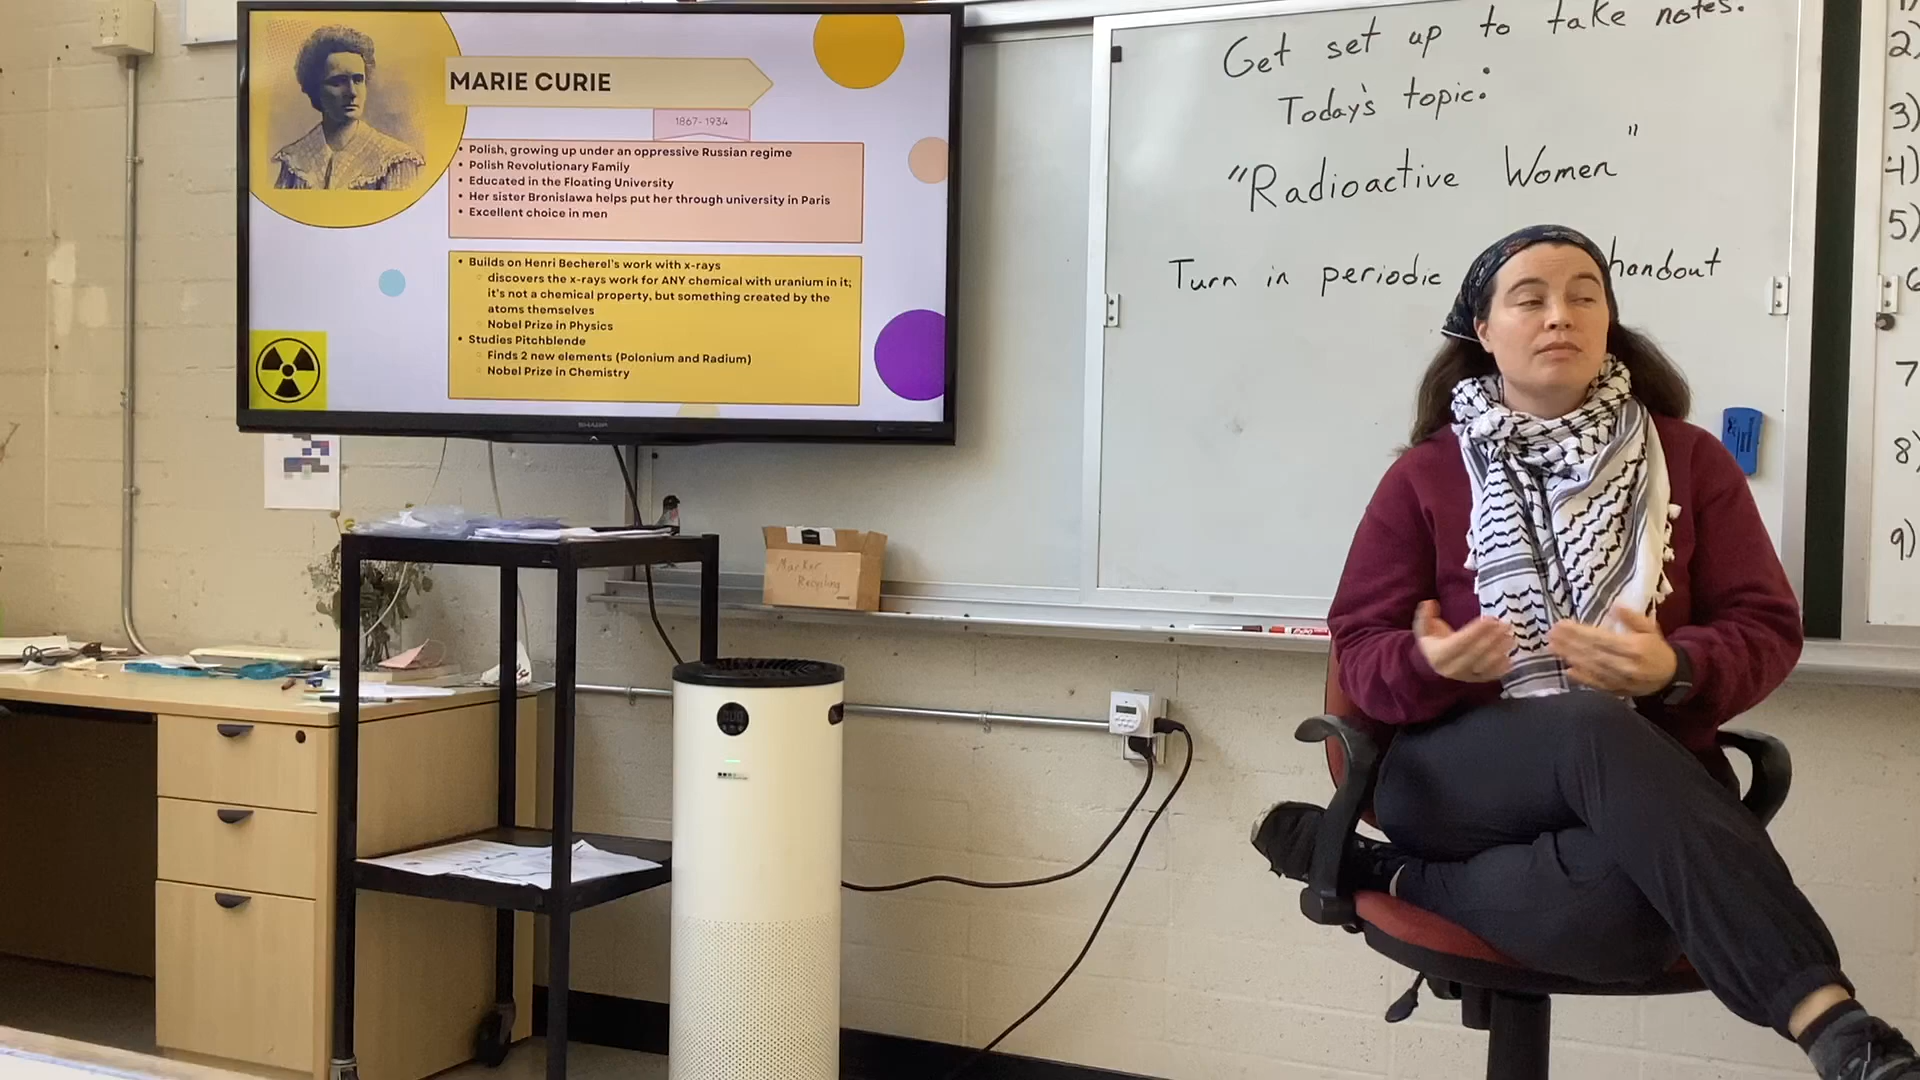 MARIE CURIE
1867-1934
• Polish, growing up under an oppressive Russian regime
• Polish Revolutionary Family
• Educated in the Floating University
• Her sister Bronislawa helps put her through university in Paris
• Excellent choice in men
• Builds on Henri Becherel's work with x-rays
○ discovers the x-rays work for ANY chemical with uranium in it;
it's not a chemical property, but something created by the
atoms themselves
○ Nobel Prize in Physics
• Studies Pitchblende
○ Finds 2 new elements (Polonium and Radium)
○ Nobel Prize in Chemistry
SHARP
Get set up to take notes.
Today's topic:
"Radioactive Women"
Turn in periodic handout
2)
3)
4)
5)
6
7
8)
9)
Marker
Recycling
EXPO